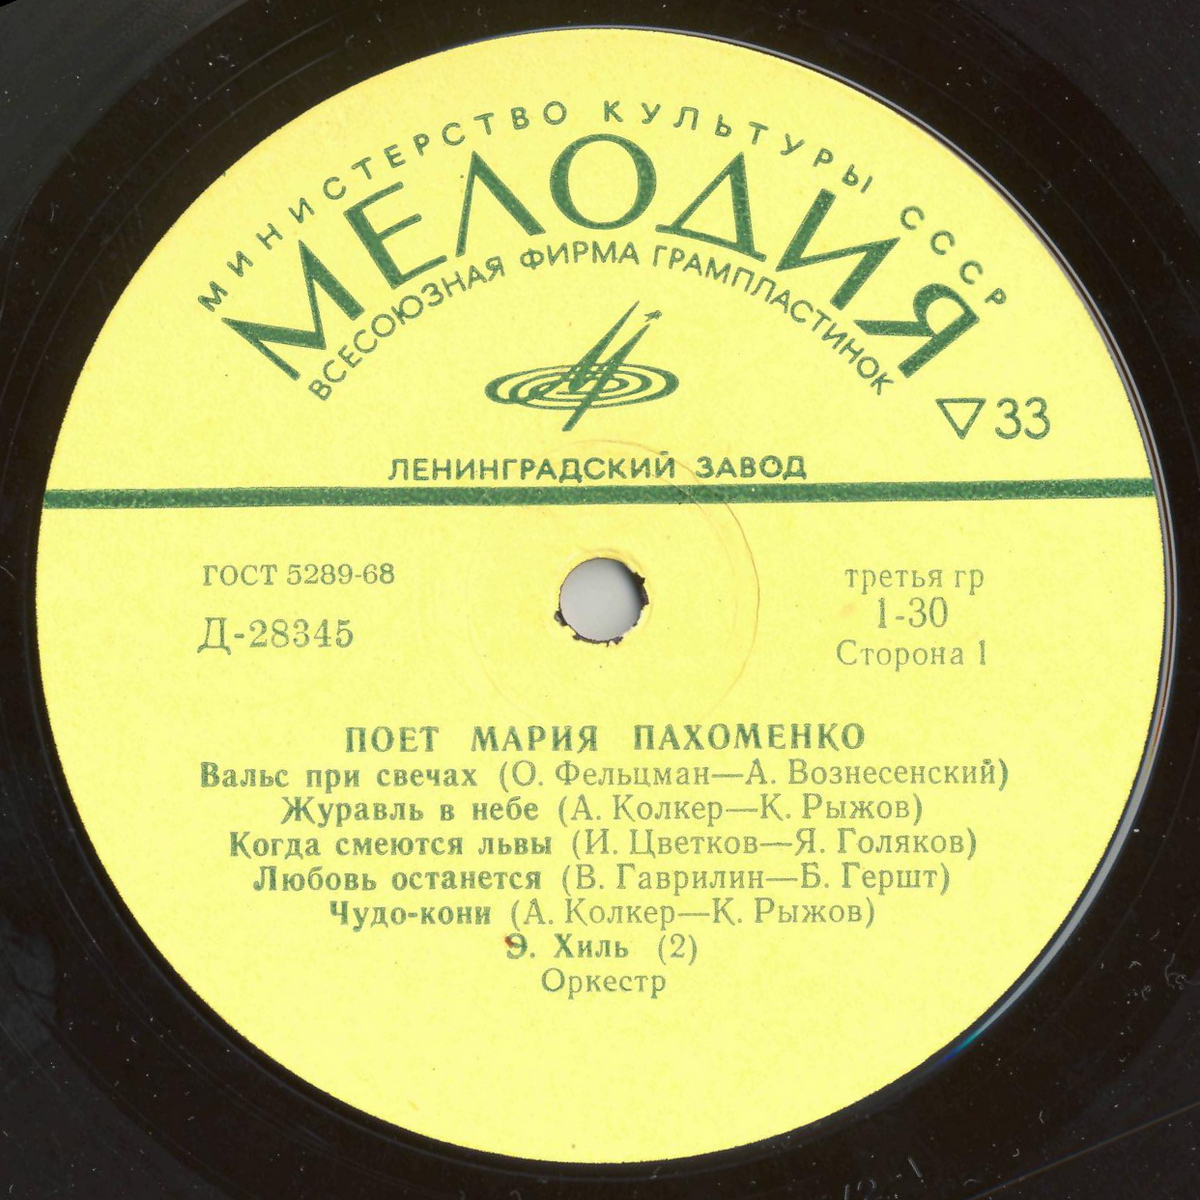 МИНИСТЕРСТВО КУЛЬТУРЫ СССР
МЕЛОДИЯ
ВСЕСОЮЗНАЯ ФИРМА ГРАМПЛАСТИНОК
▽33
ЛЕНИНГРАДСКИЙ ЗАВОД
ГОСТ 5289-68
Д-28345
третья гр
1-30
Сторона 1
ПОЕТ МАРИЯ ПАХОМЕНКО
Вальс при свечах (О. Фельцман—А. Вознесенский)
Журавль в небе (А. Колкер—К. Рыжов)
Когда смеются львы (И. Цветков—Я. Голяков)
Любовь останется (В. Гаврилин—Б. Гершт)
Чудо-кони (А. Колкер—К. Рыжов)
Э. Хиль (2)
Оркестр